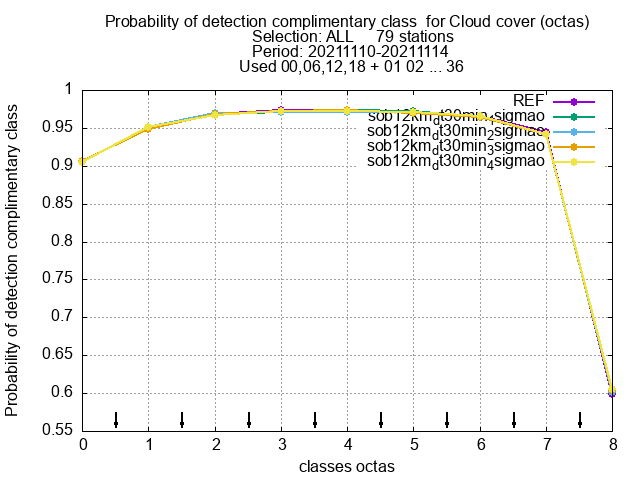 Probability of detection complimentary class  for Cloud cover (octas)
Selection: ALL     79 stations
Period: 20211110-20211114
Used 00,06,12,18 + 01 02 ... 36
Probability of detection complimentary class
1
0.95
0.9
0.85
0.8
0.75
0.7
0.65
0.6
0.55
REF
sob12km_dt30min_sigmao
sob12km_dt30min_2sigmao
sob12km_dt30min_3sigmao
sob12km_dt30min_4sigmao
0 1 2 3 4 5 6 7 8
classes octas